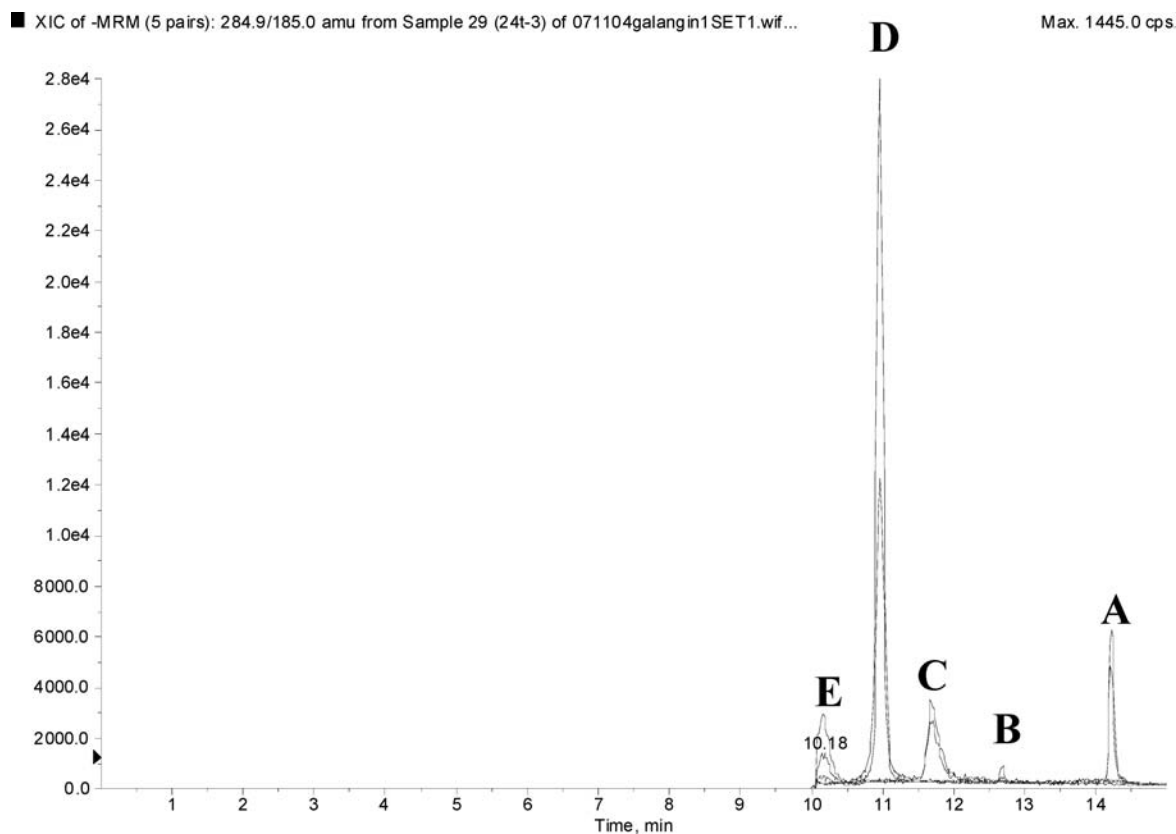 XIC of -MRM (5 pairs): 284.9/185.0 amu from Sample 29 (24t-3) of 071104galangin1SET1.wif... Max. 1445.0 cps.
D
2.8e4
2.6e4
2.4e4
2.2e4
2.0e4
1.8e4
1.6e4
1.4e4
1.2e4
1.0e4
8000.0
6000.0
4000.0
2000.0
0.0
A
E
C
B
10.18
1 2 3 4 5 6 7 8 9 10 11 12 13 14
Time, min